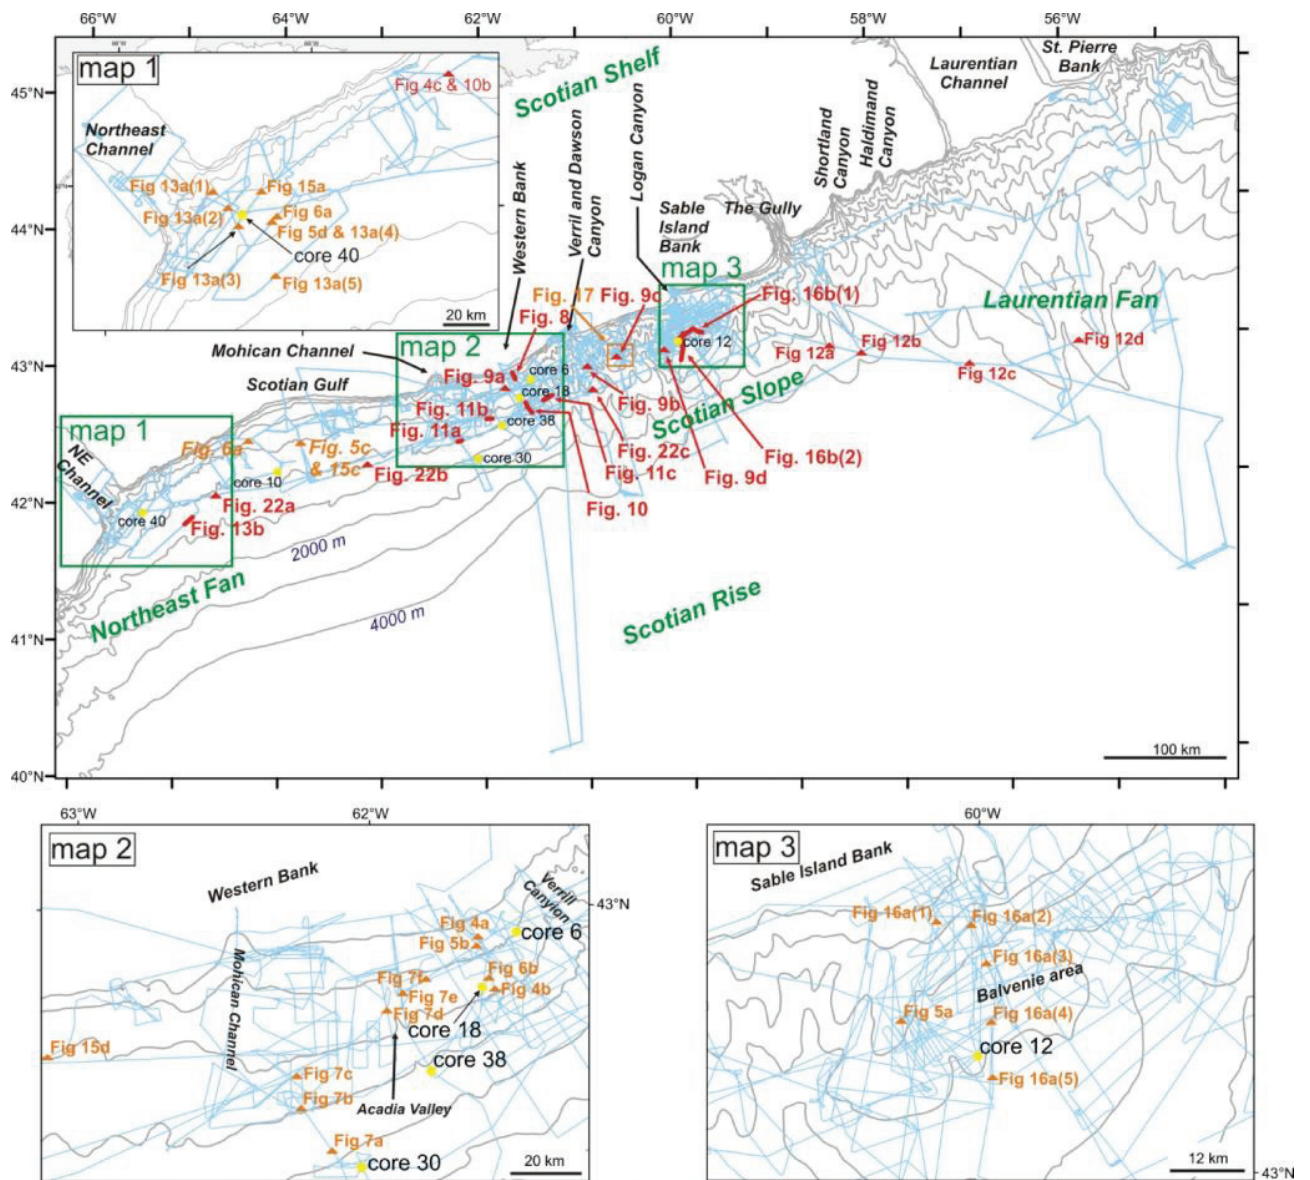 66°W
64°W
62°W
60°W
58°W
56°W
45°N
44°N
43°N
42°N
41°N
40°N
map 1
Northeast
Channel
Fig 4c & 10b
Fig 13a(1)
Fig 15a
Fig 13a(2)
Fig 6a
Fig 5d & 13a(4)
core 40
Fig 13a(3)
Fig 13a(5)
20 km
Scotian Shelf
Western Bank
Verril and Dawson
Canyon
Logan Canyon
Sable
Island
Bank
The Gully
Shortland
Canyon
Haldimand
Canyon
Laurentian
Channel
St. Pierre
Bank
map 3
Fig. 17
Fig. 9c
Fig. 16b(1)
Laurentian Fan
Fig. 8
core 12
Fig 12a
Fig 12b
Fig 12c
Fig 12d
map 2
Mohican Channel
Scotian Gulf
Fig. 9a
core 6
core 18
Fig. 11b
Fig. 11a
core 38
core 30
Fig. 9b
Scotian Slope
Fig. 22c
Fig. 11c
Fig. 16b(2)
Fig. 9d
Fig. 10
map 1
NE
Channel
Fig. 6a
Fig. 5c
& 15c
core 10
Fig. 22b
core 40
Fig. 22a
Fig. 13b
2000 m
Northeast Fan
4000 m
Scotian Rise
100 km
63°W
62°W
map 2
Western Bank
Verrill
Canyion
43°N
Fig 4a
core 6
Fig 5b
Mohican Channel
Fig 7f
Fig 6b
Fig 7e
Fig 4b
Fig 7d
core 18
Fig 15d
core 38
Fig 7c
Fig 7b
Acadia Valley
Fig 7a
core 30
20 km
60°W
map 3
Sable Island Bank
Fig 16a(1)
Fig 16a(2)
Fig 16a(3)
Balvenie area
Fig 5a
Fig 16a(4)
core 12
Fig 16a(5)
12 km
43°N